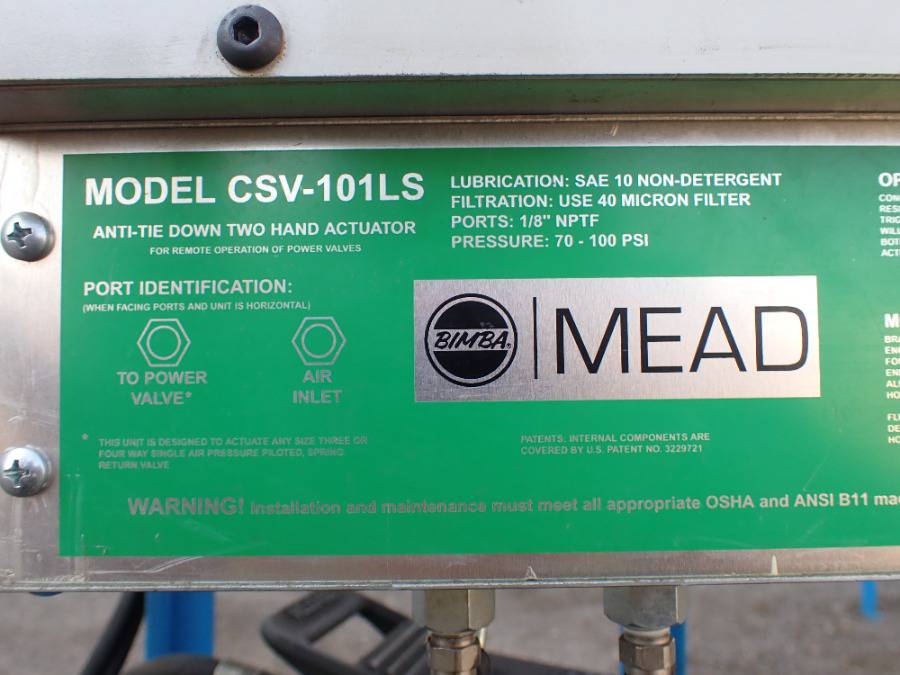 MODEL CSV-101LS
ANTI-TIE DOWN TWO HAND ACTUATOR
FOR REMOTE OPERATION OF POWER VALVES
LUBRICATION: SAE 10 NON-DETERGENT
FILTRATION: USE 40 MICRON FILTER
PORTS: 1/8" NPTF
PRESSURE: 70 - 100 PSI
PORT IDENTIFICATION:
(WHEN FACING PORTS AND UNIT IS HORIZONTAL)
TO POWER
VALVE*
AIR
INLET
BIMBA®
MEAD
* THIS UNIT IS DESIGNED TO ACTUATE ANY SIZE THREE OR
FOUR WAY SINGLE AIR PRESSURE PILOTED, SPRING
RETURN VALVE
PATENTS: INTERNAL COMPONENTS ARE
COVERED BY U.S. PATENT NO. 3229721
WARNING! Installation and maintenance must meet all appropriate OSHA and ANSI B11
WILL
BOT
ACT